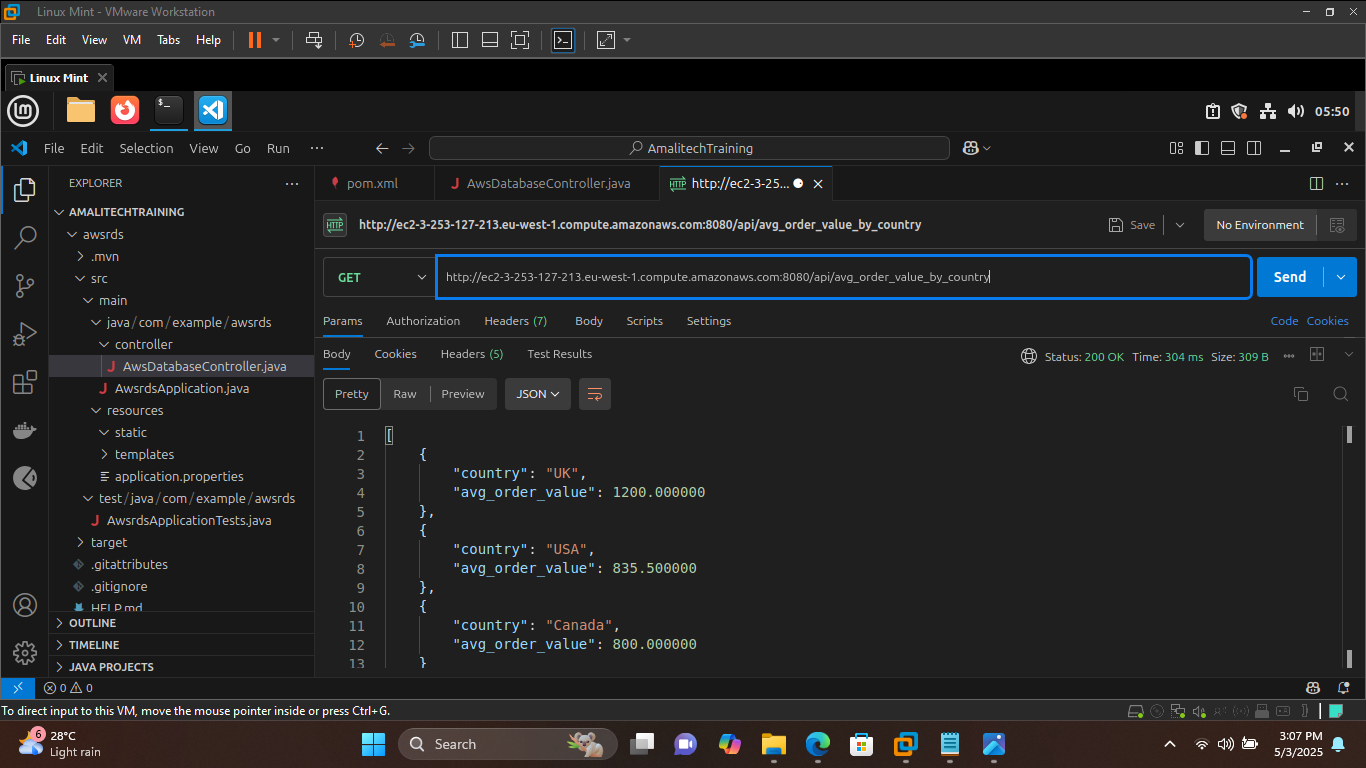 Linux Mint - VMware Workstation
File Edit View VM Tabs Help
Linux Mint
05:50
File Edit Selection View Go Run ···
AmalitechTraining
EXPLORER
AMALITECHTRAINING
awsrds
.mvn
src
main
java/com/example/awsrds
controller
AwsDatabaseController.java
AwsrdsApplication.java
resources
static
templates
application.properties
test/java/com/example/awsrds
AwsrdsApplicationTests.java
target
.gitattributes
.gitignore
HELP.md
OUTLINE
TIMELINE
JAVA PROJECTS
pom.xml
AwsDatabaseController.java
HTTP http://ec2-3-25...
HTTP http://ec2-3-253-127-213.eu-west-1.compute.amazonaws.com:8080/api/avg_order_value_by_country
Save
No Environment
GET
http://ec2-3-253-127-213.eu-west-1.compute.amazonaws.com:8080/api/avg_order_value_by_country
Send
Params Authorization Headers (7) Body Scripts Settings
Code Cookies
Body Cookies Headers (5) Test Results
Status: 200 OK Time: 304 ms Size: 309 B
Pretty Raw Preview JSON
1 [
2 {
3 "country": "UK",
4 "avg_order_value": 1200.000000
5 },
6 {
7 "country": "USA",
8 "avg_order_value": 835.500000
9 },
10 {
11 "country": "Canada",
12 "avg_order_value": 800.000000
13 }
0 0
To direct input to this VM, move the mouse pointer inside or press Ctrl+G.
6
28°C
Light rain
Search
3:07 PM
5/3/2025